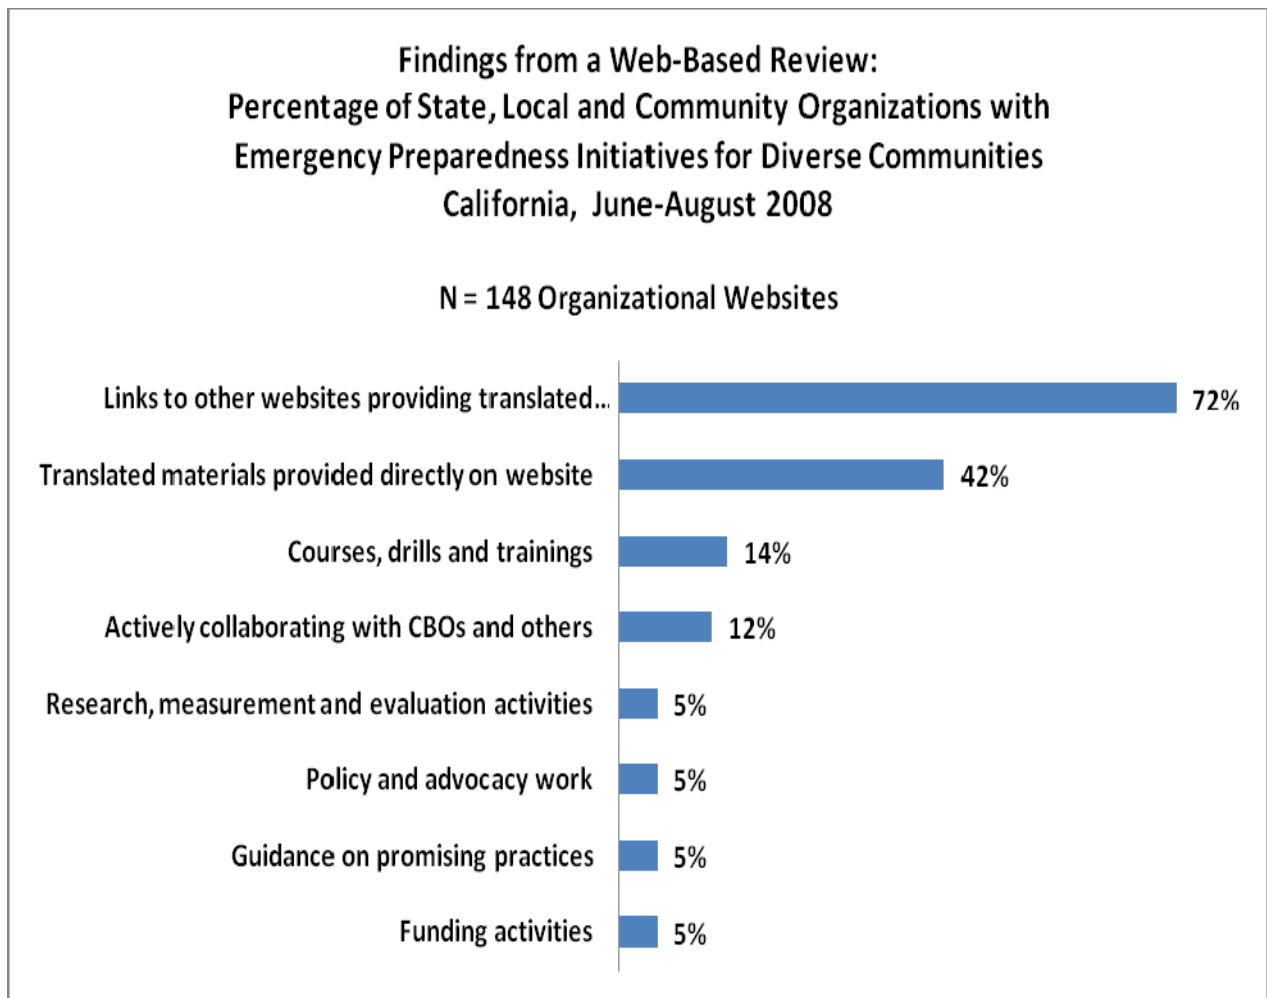 Findings from a Web-Based Review:
Percentage of State, Local and Community Organizations with
Emergency Preparedness Initiatives for Diverse Communities
California, June-August 2008
N = 148 Organizational Websites
Links to other websites providing translated... 72%
Translated materials provided directly on website 42%
Courses, drills and trainings 14%
Actively collaborating with CBOs and others 12%
Research, measurement and evaluation activities 5%
Policy and advocacy work 5%
Guidance on promising practices 5%
Funding activities 5%